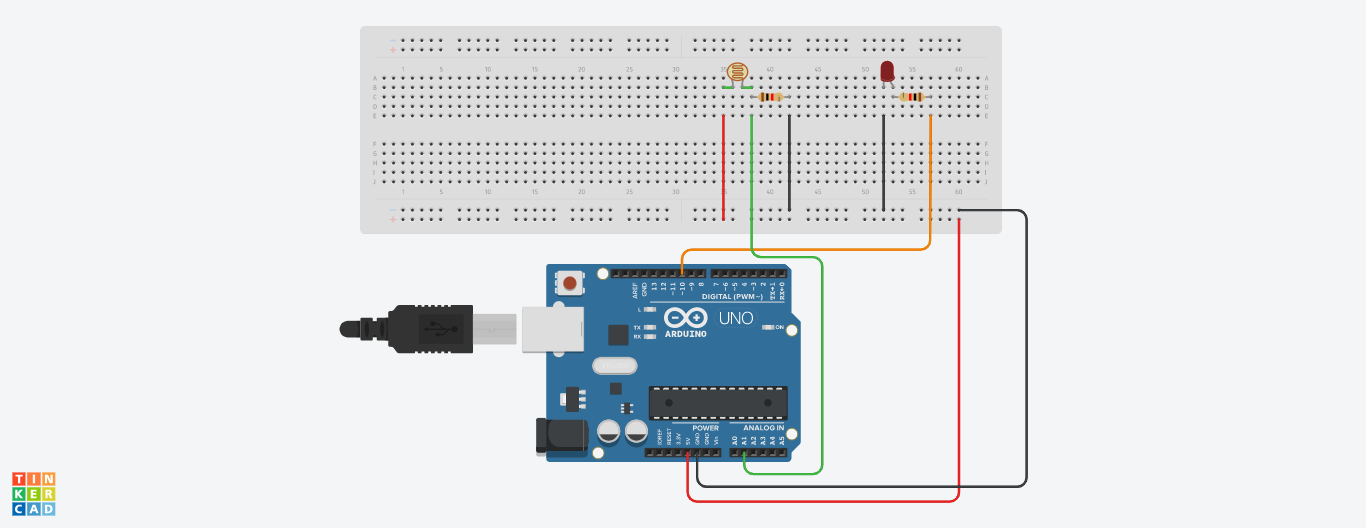 - -
+ +
1 5 10 15 20 25 30 35 40 45 50 55 60
A A
B B
C C
D D
E E
F F
G G
H H
I I
J J
1 5 10 15 20 25 30 35 40 45 50 55 60
- -
+ +
AREF GND 13 12 ~11 ~10 ~9 8 7 ~6 ~5 4 ~3 2 TX→1 RX←0
DIGITAL (PWM~)
L
TX
RX
UNO
ARDUINO
ON
POWER
ANALOG IN
IOREF RESET 3.3V 5V GND GND Vin A0 A1 A2 A3 A4 A5
TIN
KER
CAD